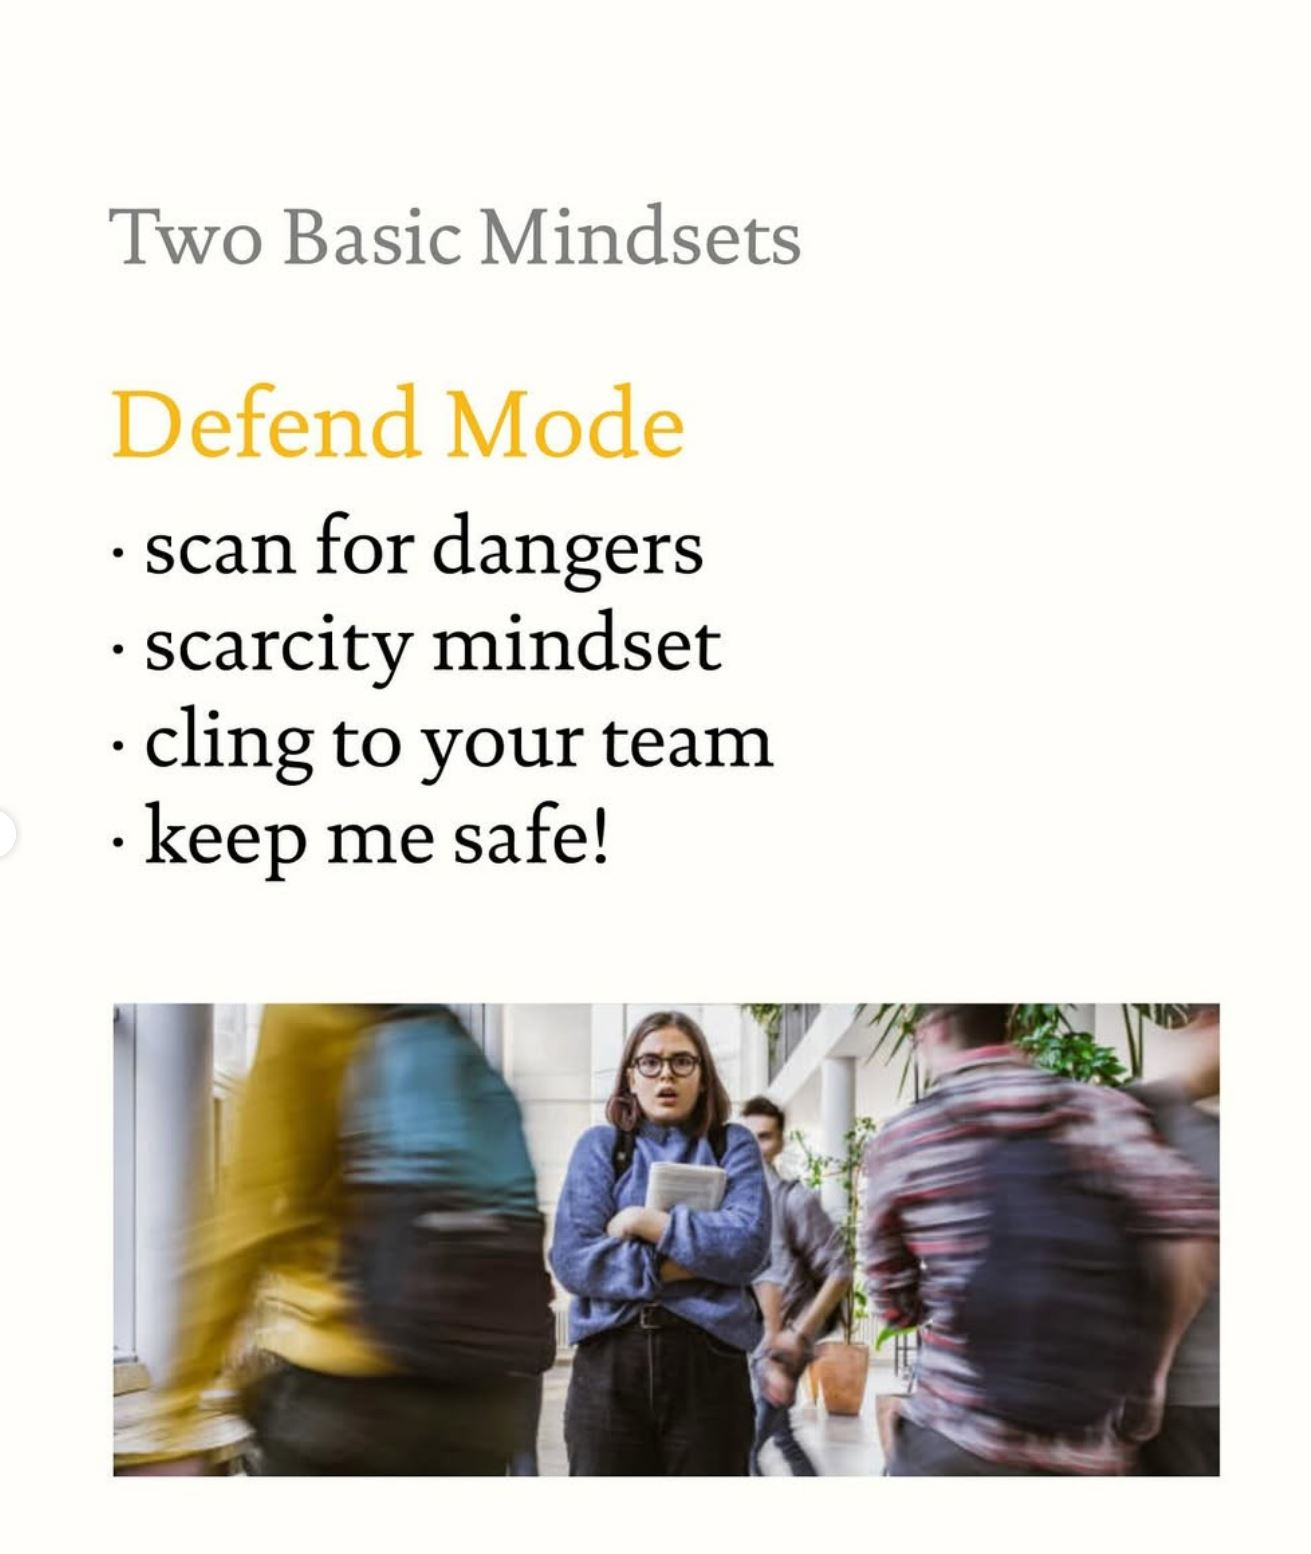 Two Basic Mindsets
Defend Mode
· scan for dangers
· scarcity mindset
· cling to your team
· keep me safe!